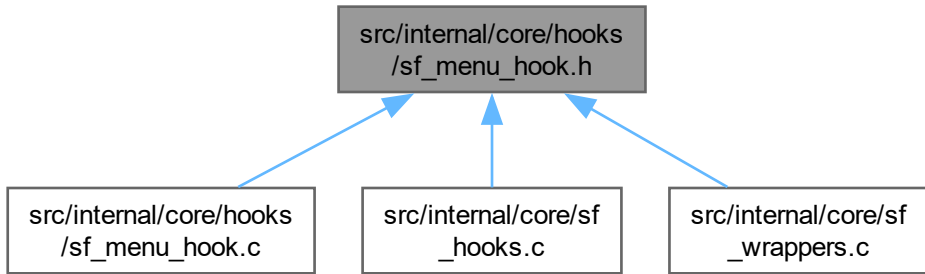 src/internal/core/hooks
/sf_menu_hook.h
src/internal/core/hooks
/sf_menu_hook.c
src/internal/core/sf
_hooks.c
src/internal/core/sf
_wrappers.c